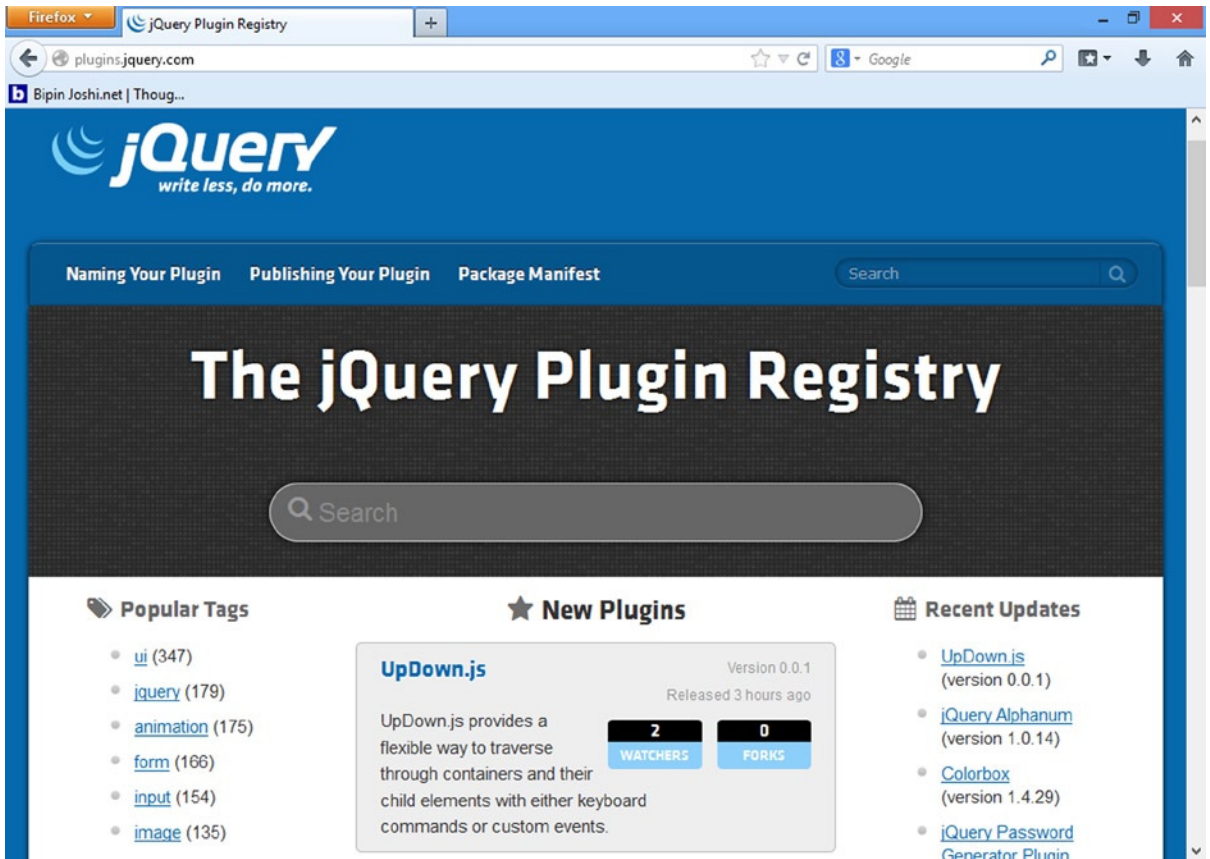 Firefox
jQuery Plugin Registry
plugins.jquery.com
Google
Bipin Joshi.net | Thoug...
jQuery
write less, do more.
Naming Your Plugin Publishing Your Plugin Package Manifest Search
The jQuery Plugin Registry
Search
Popular Tags
ui (347)
jquery (179)
animation (175)
form (166)
input (154)
image (135)
New Plugins
UpDown.js
Version 0.0.1
Released 3 hours ago
UpDown.js provides a
flexible way to traverse
through containers and their
child elements with either keyboard
commands or custom events.
2
WATCHERS
0
FORKS
Recent Updates
UpDown.js
(version 0.0.1)
jQuery Alphanum
(version 1.0.14)
Colorbox
(version 1.4.29)
jQuery Password
Generator Plugin